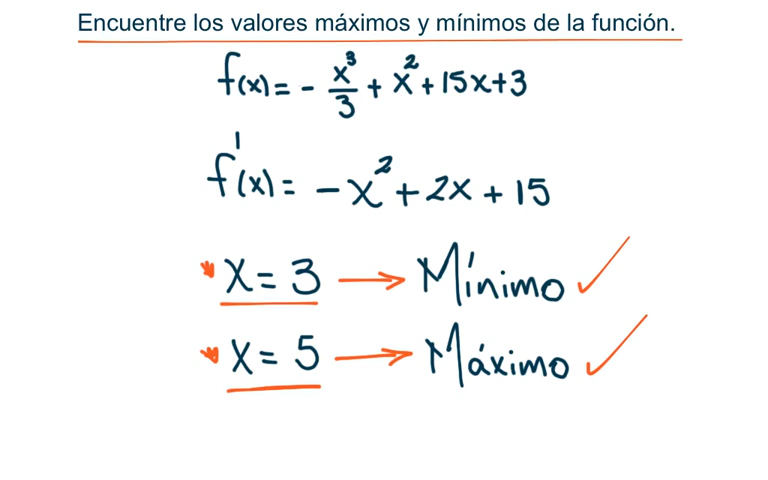 Encuentre los valores máximos y mínimos de la función.
f(x) = - x³/3 + x² + 15x + 3
f'(x) = - x² + 2x + 15
* x = 3 → Mínimo ✓
* x = 5 → Máximo ✓